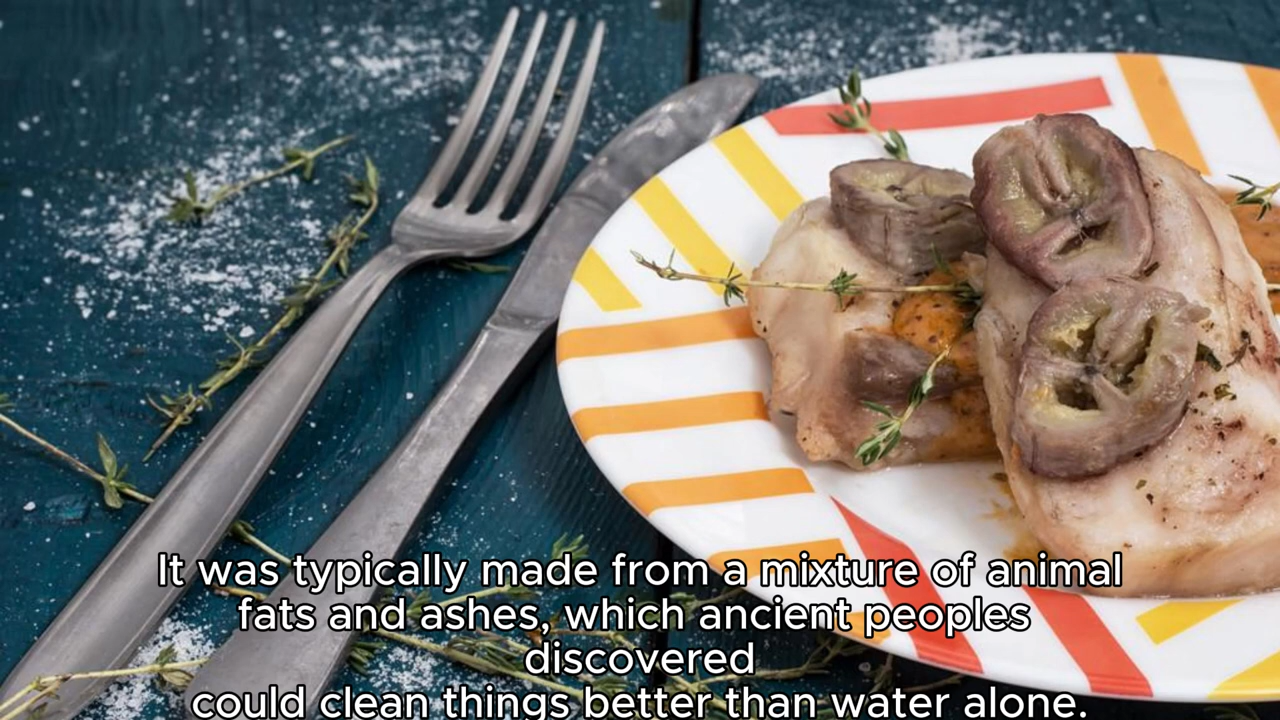 It was typically made from a mixture of animal
fats and ashes, which ancient peoples
discovered
could clean things better than water alone.